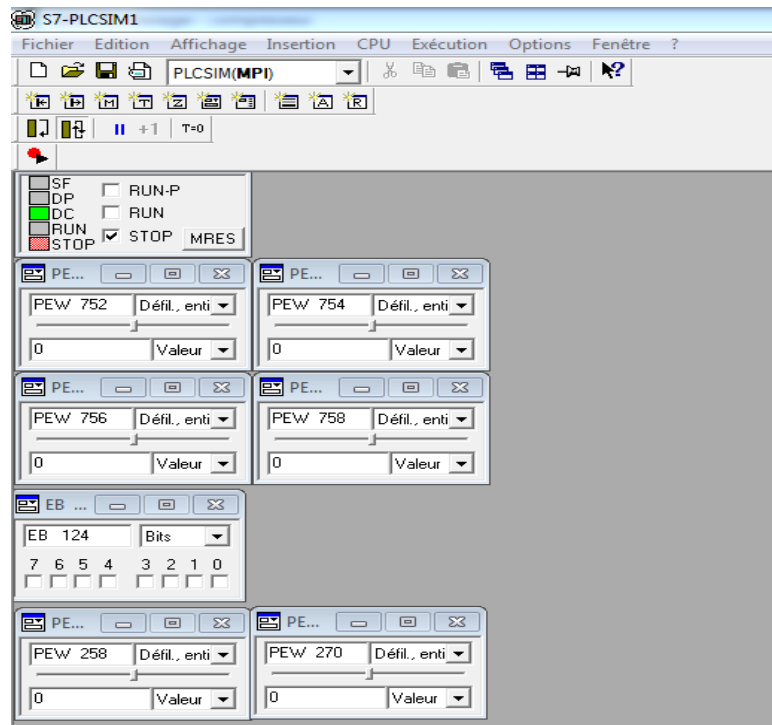 S7-PLCSIM1
Fichier Edition Affichage Insertion CPU Exécution Options Fenêtre ?
PLCSIM(MPI)
+1 T=0
SF
DP
DC
RUN
STOP
RUN-P
RUN
STOP MRES
PE... PE...
PEW 752 Défil., enti PEW 754 Défil., enti
0 Valeur 0 Valeur
PE... PE...
PEW 756 Défil., enti PEW 758 Défil., enti
0 Valeur 0 Valeur
EB ...
EB 124 Bits
7 6 5 4 3 2 1 0
PE... PE...
PEW 258 Défil., enti PEW 270 Défil., enti
0 Valeur 0 Valeur